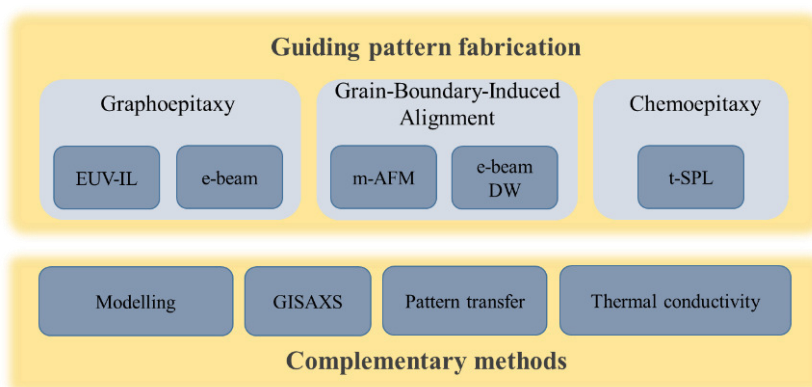 Guiding pattern fabrication
Graphoepitaxy
Grain-Boundary-Induced
Alignment
Chemoepitaxy
EUV-IL
e-beam
m-AFM
e-beam
DW
t-SPL
Modelling
GISAXS
Pattern transfer
Thermal conductivity
Complementary methods